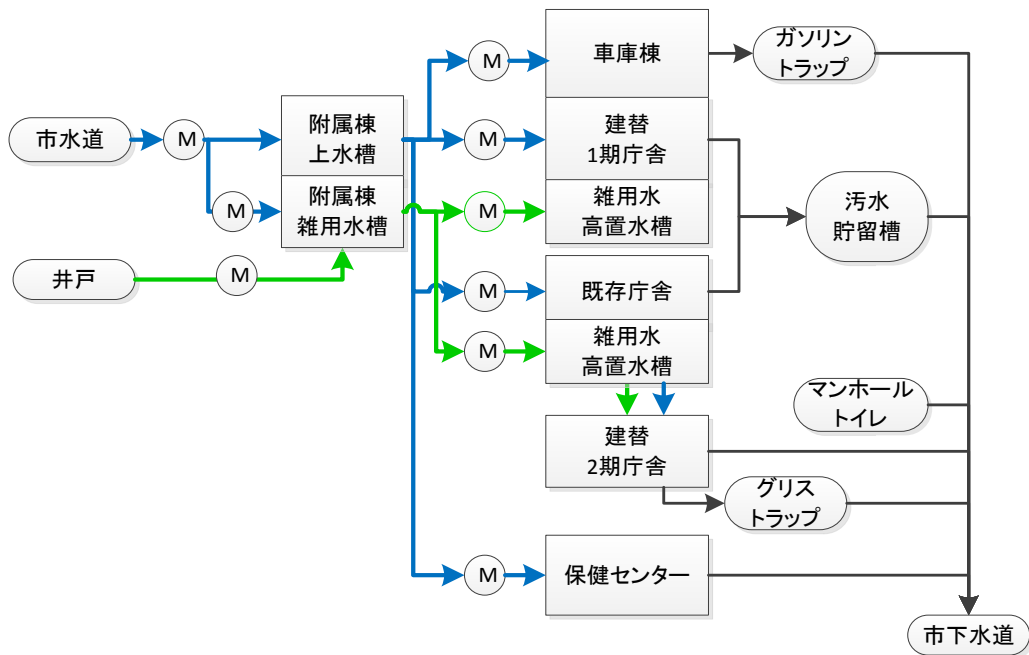 市水道
M
M
井戸
M
附属棟
上水槽
附属棟
雑用水槽
M
M
M
M
M
M
車庫棟
建替
1期庁舎
雑用水
高置水槽
既存庁舎
雑用水
高置水槽
建替
2期庁舎
保健センター
ガソリン
トラップ
汚水
貯留槽
マンホール
トイレ
グリス
トラップ
市下水道